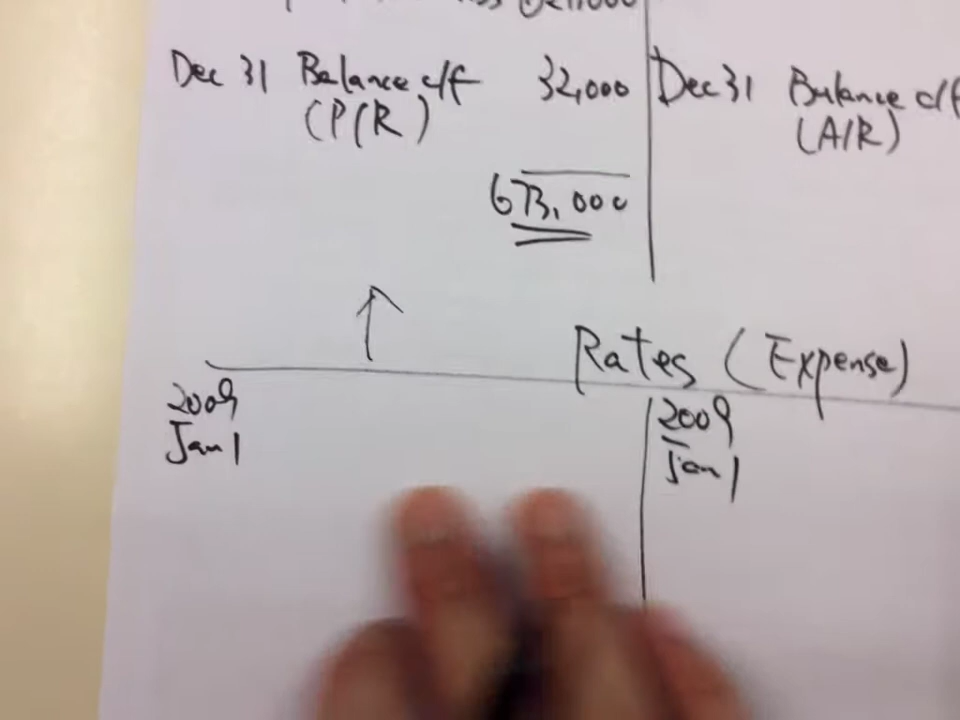 Dec 31 Balance c/f 32,000
(P/R)
673,000
Dec 31 Balance c/f
(A/R)
Rates (Expense)
2009
Jan 1
2009
Jan 1